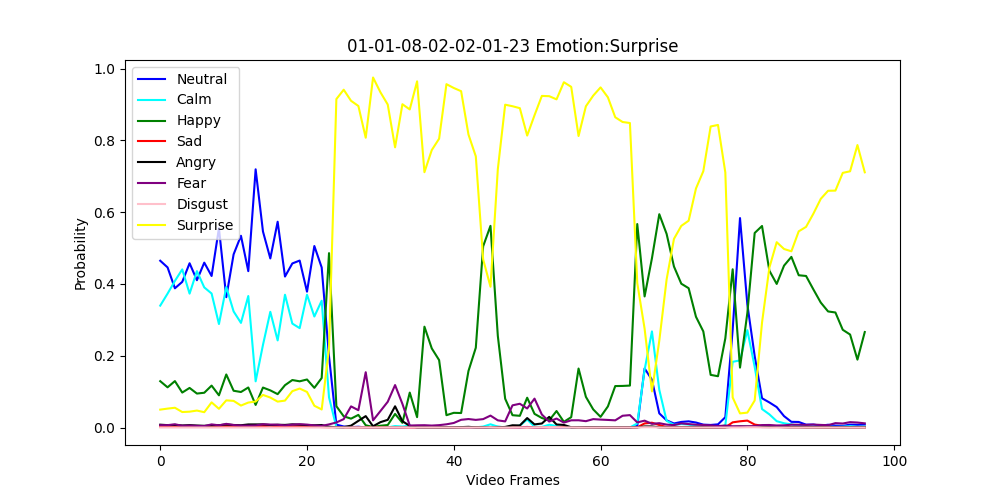 01-01-08-02-02-01-23 Emotion:Surprise
1.0
0.8
0.6
0.4
0.2
0.0
Probability
Neutral
Calm
Happy
Sad
Angry
Fear
Disgust
Surprise
0 20 40 60 80 100
Video Frames